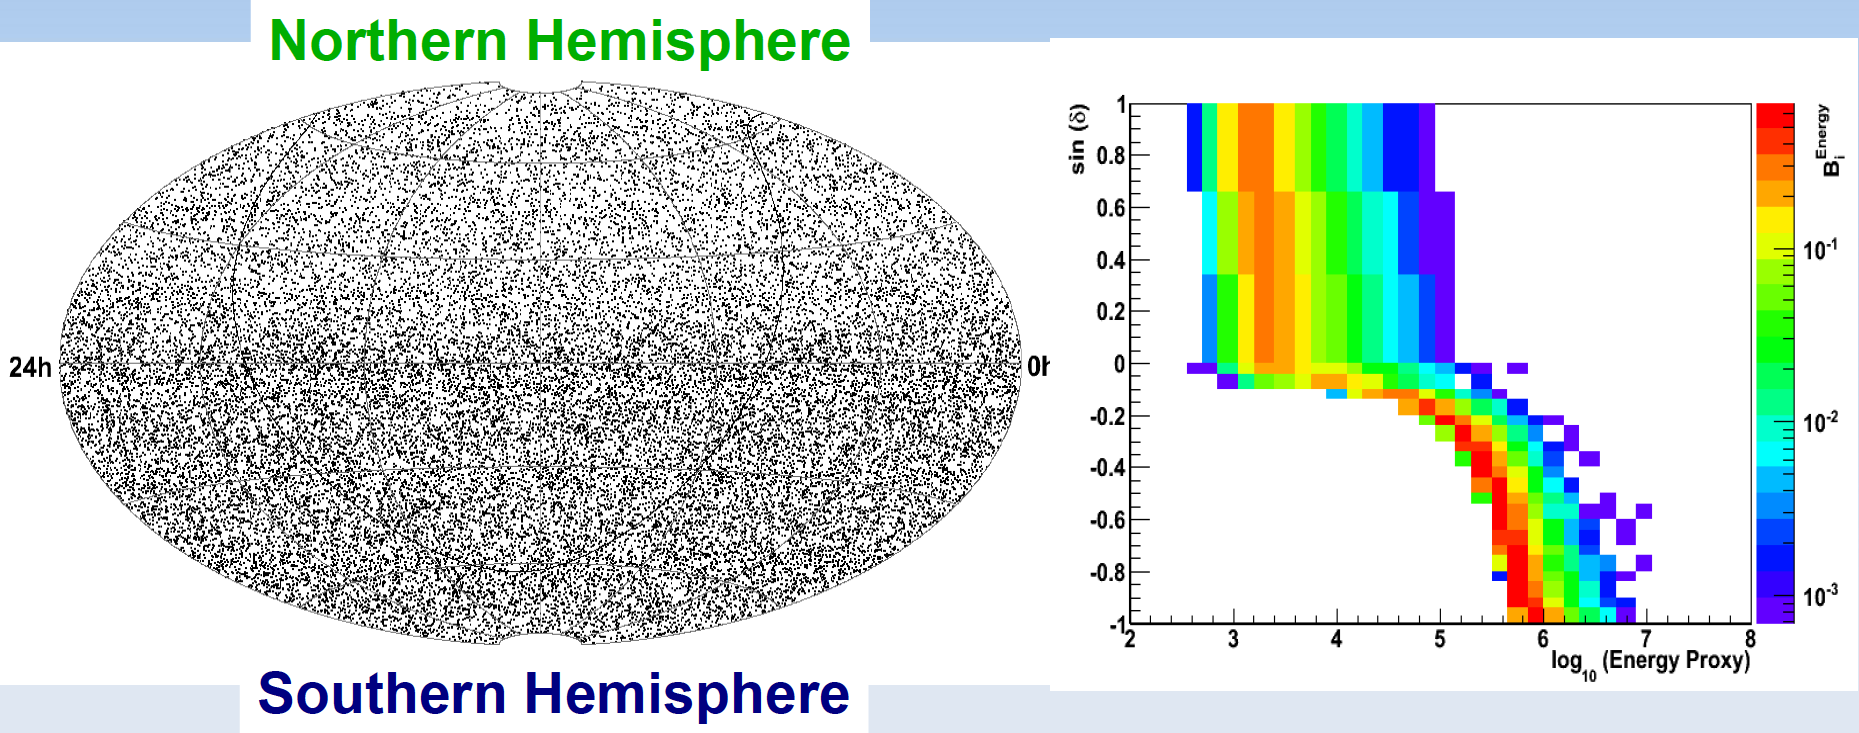 Northern Hemisphere
24h
0h
Southern Hemisphere
sin (δ)
1
0.8
0.6
0.4
0.2
0
-0.2
-0.4
-0.6
-0.8
-1
2 3 4 5 6 7 8
log10 (Energy Proxy)
BiEnergy
10-1
10-2
10-3